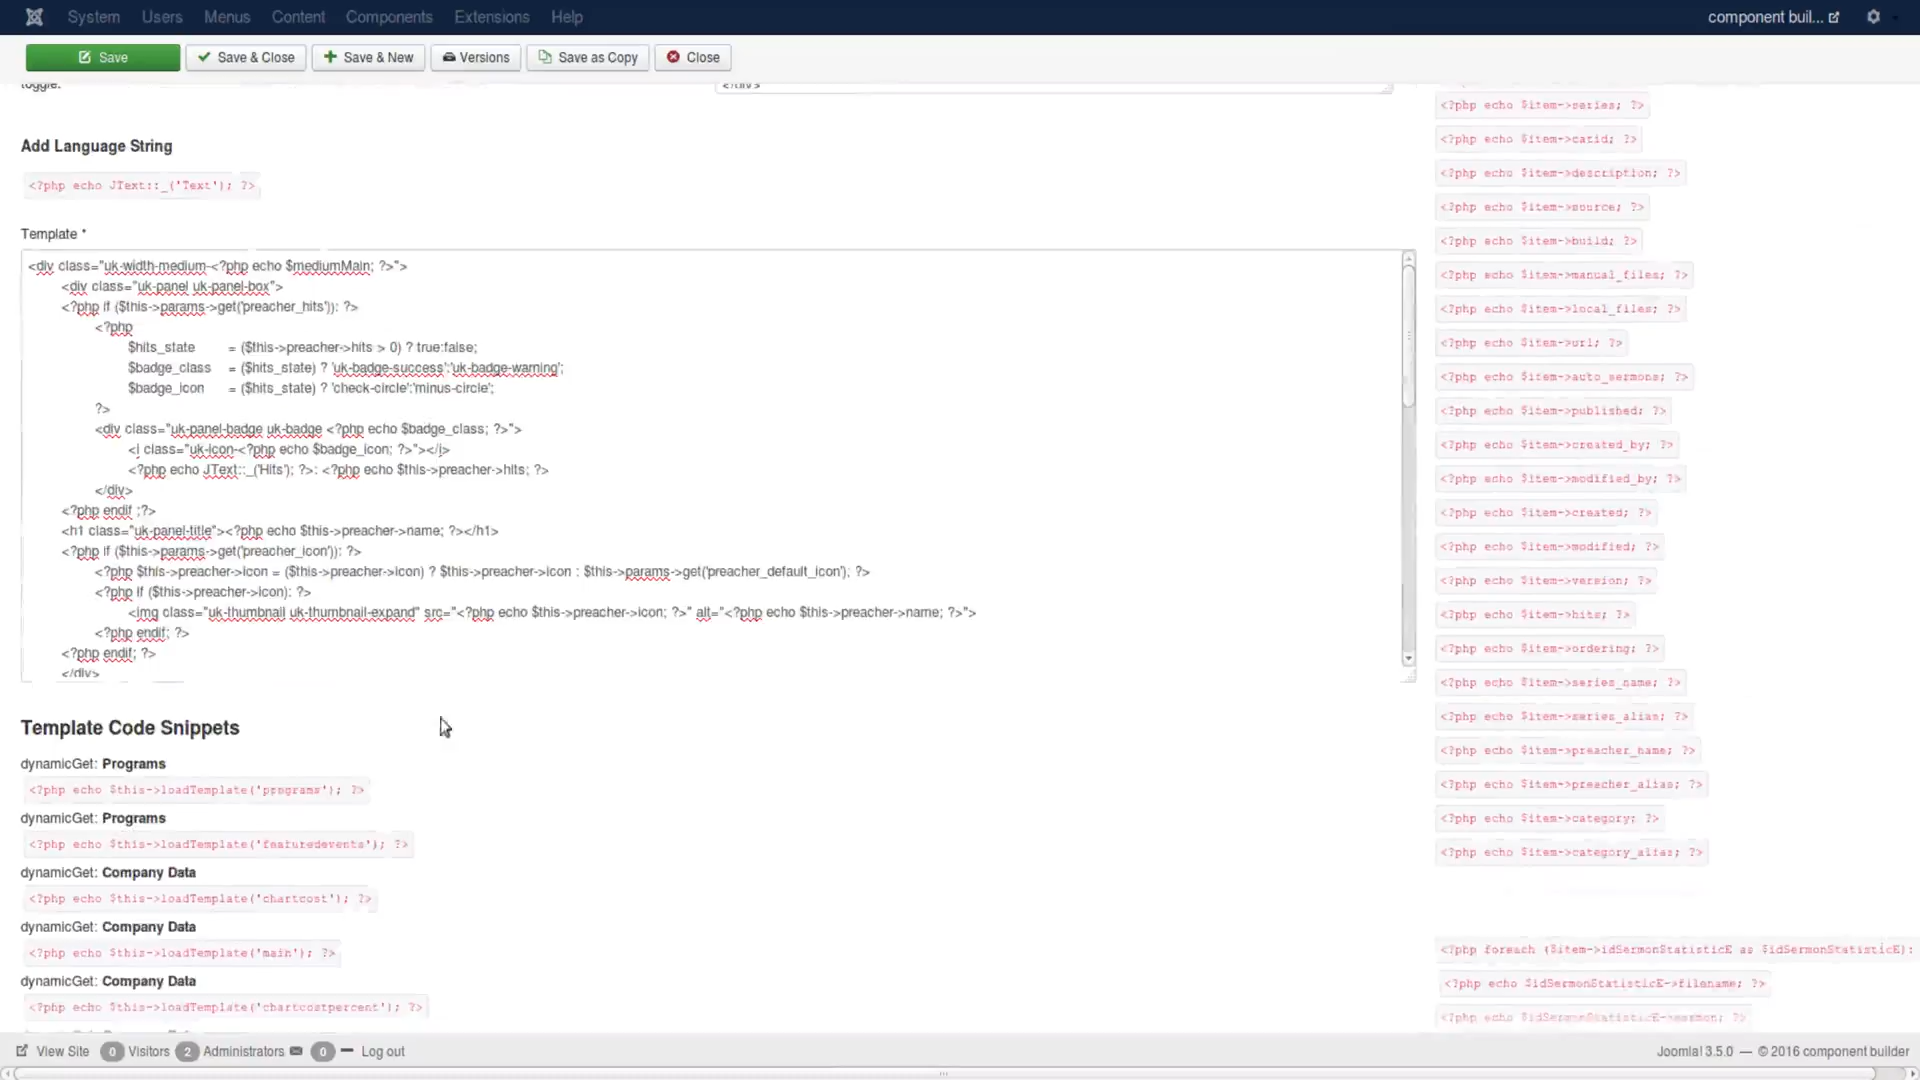 System Users Menus Content Components Extensions Help component buil...
Save Save & Close Save & New Versions Save as Copy Close
toggle.
</div>
Add Language String
<?php echo JText::_('Text'); ?>
Template *
<div class="uk-width-medium-<?php echo $mediumMain; ?>">
<div class="uk-panel uk-panel-box">
<?php if ($this->params->get('preacher_hits')): ?>
<?php
$hits_state = ($this->preacher->hits > 0) ? true:false;
$badge_class = ($hits_state) ? 'uk-badge-success':'uk-badge-warning';
$badge_icon = ($hits_state) ? 'check-circle':'minus-circle';
?>
<div class="uk-panel-badge uk-badge <?php echo $badge_class; ?>">
<i class="uk-icon-<?php echo $badge_icon; ?>"></i>
<?php echo JText::_('Hits'); ?>: <?php echo $this->preacher->hits; ?>
</div>
<?php endif ;?>
<h1 class="uk-panel-title"><?php echo $this->preacher->name; ?></h1>
<?php if ($this->params->get('preacher_icon')): ?>
<?php $this->preacher->icon = ($this->preacher->icon) ? $this->preacher->icon : $this->params->get('preacher_default_icon'); ?>
<?php if ($this->preacher->icon): ?>
<img class="uk-thumbnail uk-thumbnail-expand" src="<?php echo $this->preacher->icon; ?>" alt="<?php echo $this->preacher->name; ?>">
<?php endif; ?>
<?php endif; ?>
</div>
Template Code Snippets
dynamicGet: Programs
<?php echo $this->loadTemplate('programs'); ?>
dynamicGet: Programs
<?php echo $this->loadTemplate('featuredevents'); ?>
dynamicGet: Company Data
<?php echo $this->loadTemplate('chartcost'); ?>
dynamicGet: Company Data
<?php echo $this->loadTemplate('main'); ?>
dynamicGet: Company Data
<?php echo $this->loadTemplate('chartcostpercent'); ?>
<?php echo $item->series; ?>
<?php echo $item->catid; ?>
<?php echo $item->description; ?>
<?php echo $item->source; ?>
<?php echo $item->build; ?>
<?php echo $item->manual_files; ?>
<?php echo $item->local_files; ?>
<?php echo $item->url; ?>
<?php echo $item->auto_sermons; ?>
<?php echo $item->published; ?>
<?php echo $item->created_by; ?>
<?php echo $item->modified_by; ?>
<?php echo $item->created; ?>
<?php echo $item->modified; ?>
<?php echo $item->version; ?>
<?php echo $item->hits; ?>
<?php echo $item->ordering; ?>
<?php echo $item->series_name; ?>
<?php echo $item->series_alias; ?>
<?php echo $item->preacher_name; ?>
<?php echo $item->preacher_alias; ?>
<?php echo $item->category; ?>
<?php echo $item->category_alias; ?>
<?php foreach ($item->idSermonStatisticE as $idSermonStatisticE):
<?php echo $idSermonStatisticE->filename; ?>
<?php echo $idSermonStatisticE->sermon; ?>
View Site 0 Visitors 2 Administrators 0 Log out Joomla! 3.5.0 — © 2016 component builder